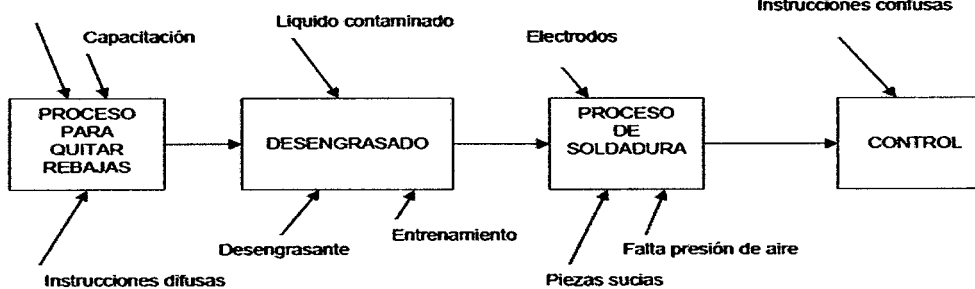 Instrucciones confusas
Capacitación
Liquido contaminado
Electrodos
PROCESO
PARA
QUITAR
REBAJAS
DESENGRASADO
PROCESO
DE
SOLDADURA
CONTROL
Desengrasante
Entrenamiento
Falta presión de aire
Instrucciones difusas
Piezas sucias